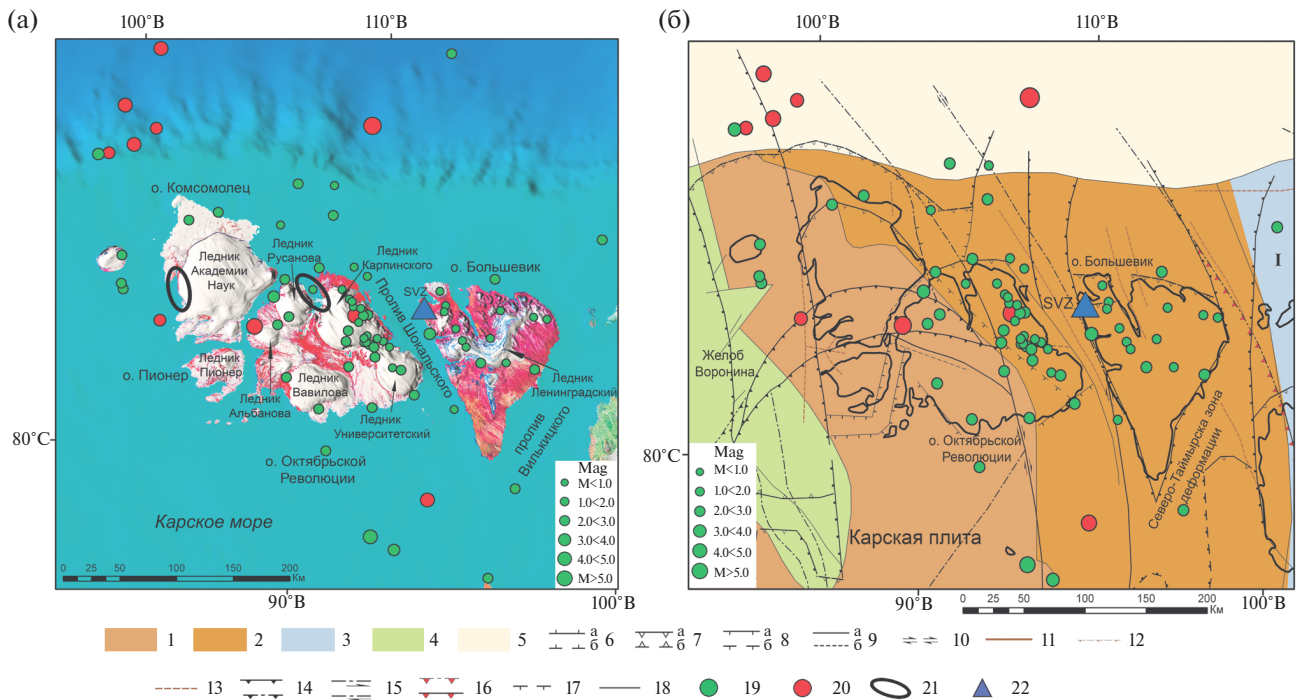 (а)
100°В
110°В
о. Комсомолец
Ледник
Академии
Наук
Ледник
Русанова
Ледник
Карпинского
о. Большевик
SVZ
Пролив Шокальского
о. Пионер
Ледник
Пионер
Ледник
Альбанова
Ледник
Вавилова
Ледник
Университетский
Ледник
Ленинградский
пролив
Вилькицкого
о. Октябрьской
Революции
Карское море
80°С
Mag
M<1.0
1.0<2.0
2.0<3.0
3.0<4.0
4.0<5.0
M>5.0
0 25 50 100 150 200
Км
90°В
100°В
(б)
100°В
110°В
I
о. Большевик
SVZ
Желоб
Воронина
о. Октябрьской
Революции
Северо-Таймырска зона
деформации
Карская плита
80°С
Mag
M<1.0
1.0<2.0
2.0<3.0
3.0<4.0
4.0<5.0
M>5.0
90°В
100°В
0 25 50 100 150 200
Км
1 2 3 4 5 а б 6 а б 7 а б 8 а б 9 10 11 12
13 14 15 16 17 18 19 20 21 22